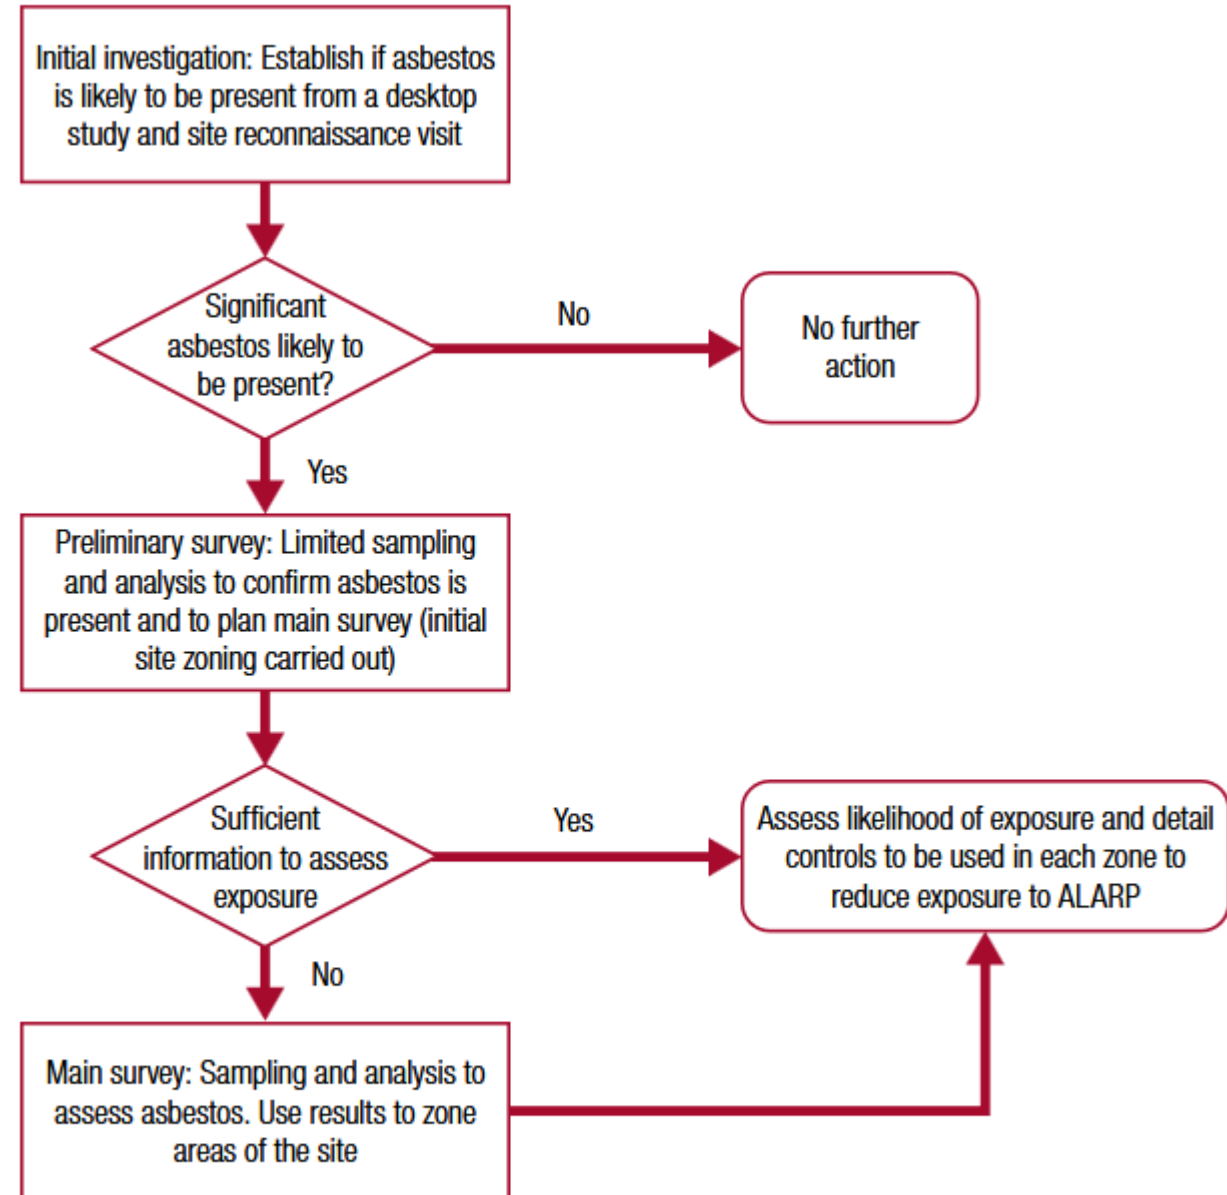 Initial investigation: Establish if asbestos
is likely to be present from a desktop
study and site reconnaissance visit
Significant
asbestos likely to
be present?
No
No further
action
Yes
Preliminary survey: Limited sampling
and analysis to confirm asbestos is
present and to plan main survey (initial
site zoning carried out)
Sufficient
information to assess
exposure
Yes
Assess likelihood of exposure and detail
controls to be used in each zone to
reduce exposure to ALARP
No
Main survey: Sampling and analysis to
assess asbestos. Use results to zone
areas of the site